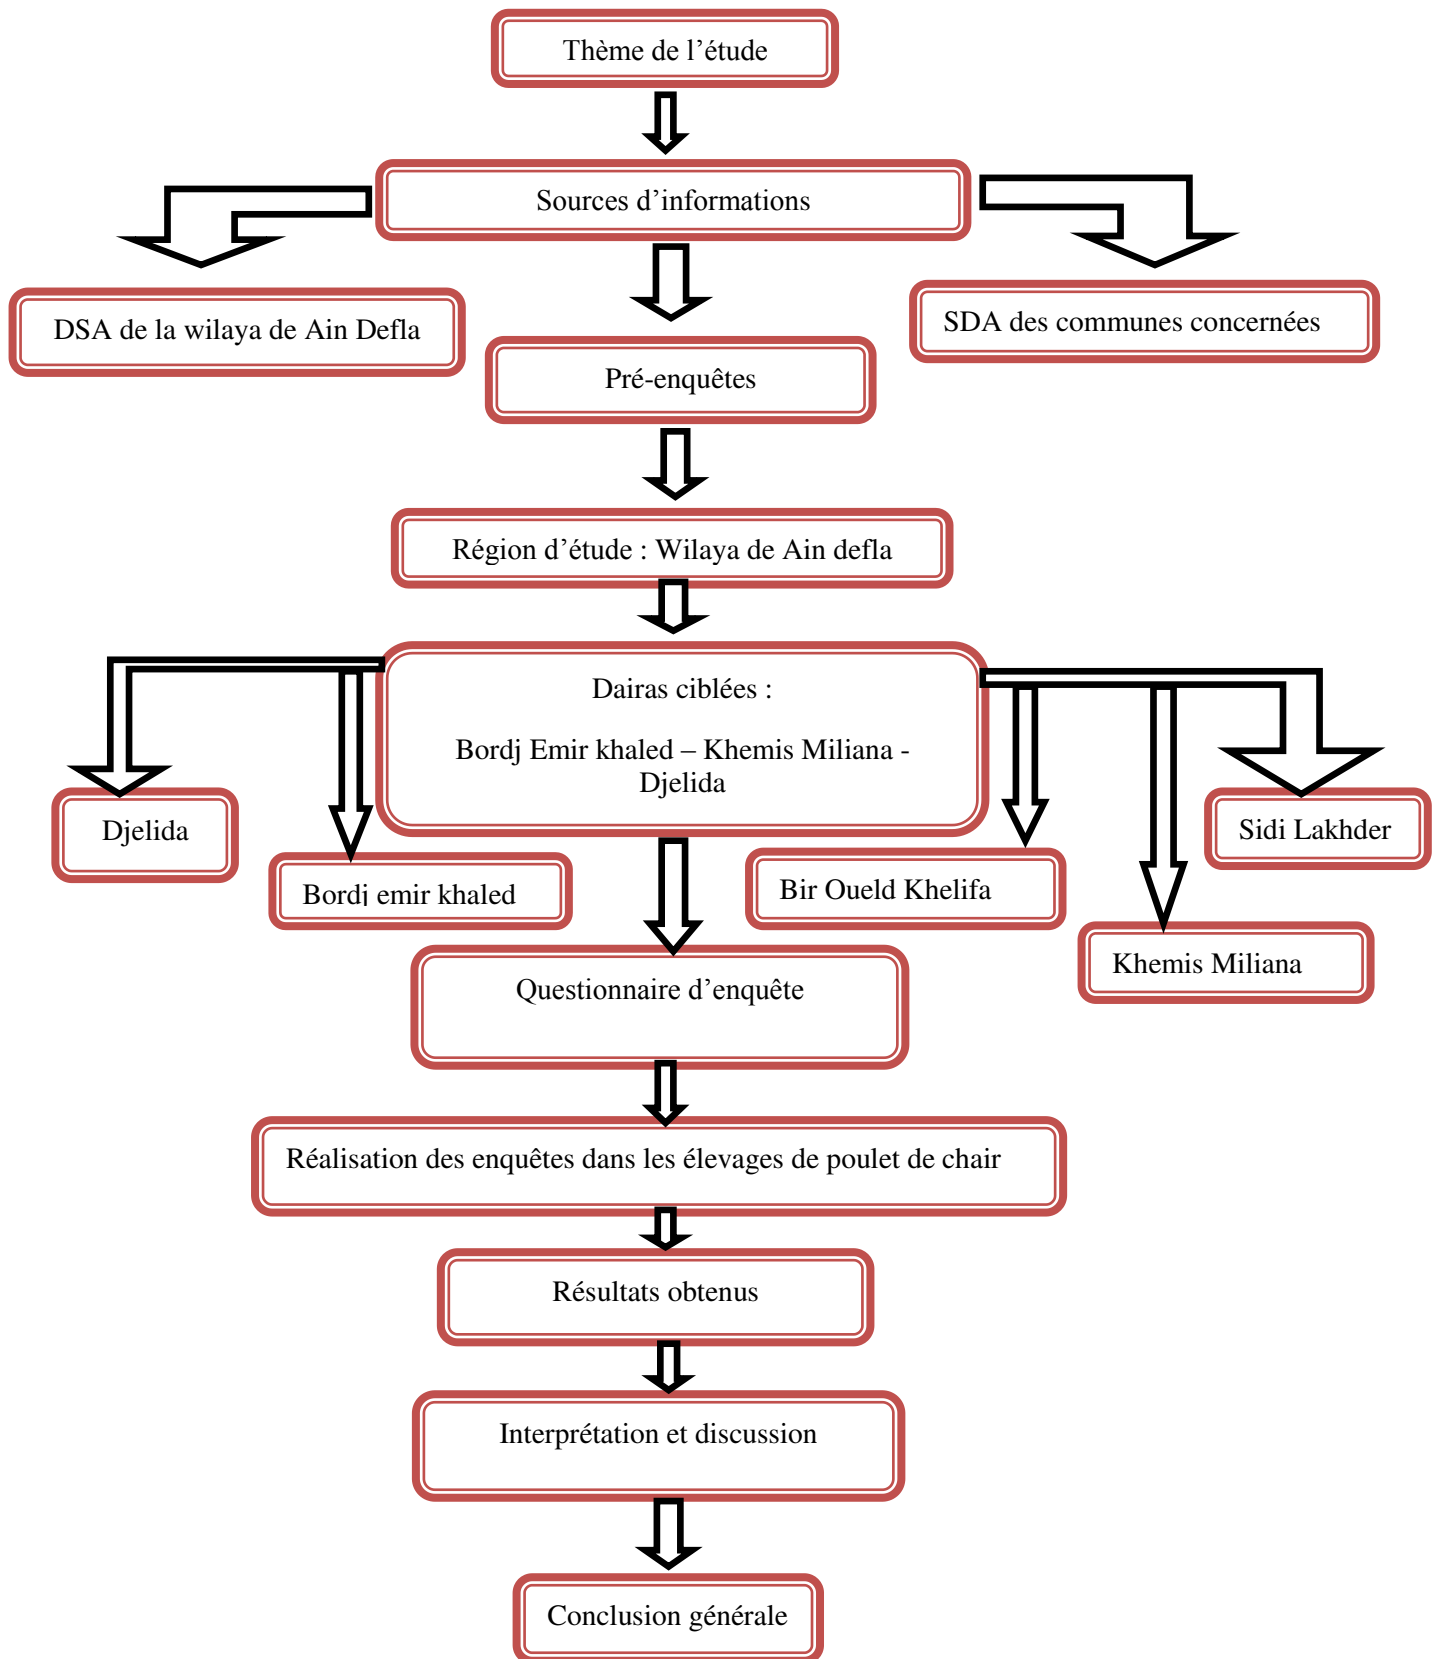 Thème de l’étude
Sources d’informations
DSA de la wilaya de Ain Defla
SDA des communes concernées
Pré-enquêtes
Région d’étude : Wilaya de Ain defla
Dairas ciblées :
Bordj Emir khaled – Khemis Miliana -
Djelida
Djelida
Bordj emir khaled
Bir Oueld Khelifa
Khemis Miliana
Sidi Lakhder
Questionnaire d’enquête
Réalisation des enquêtes dans les élevages de poulet de chair
Résultats obtenus
Interprétation et discussion
Conclusion générale